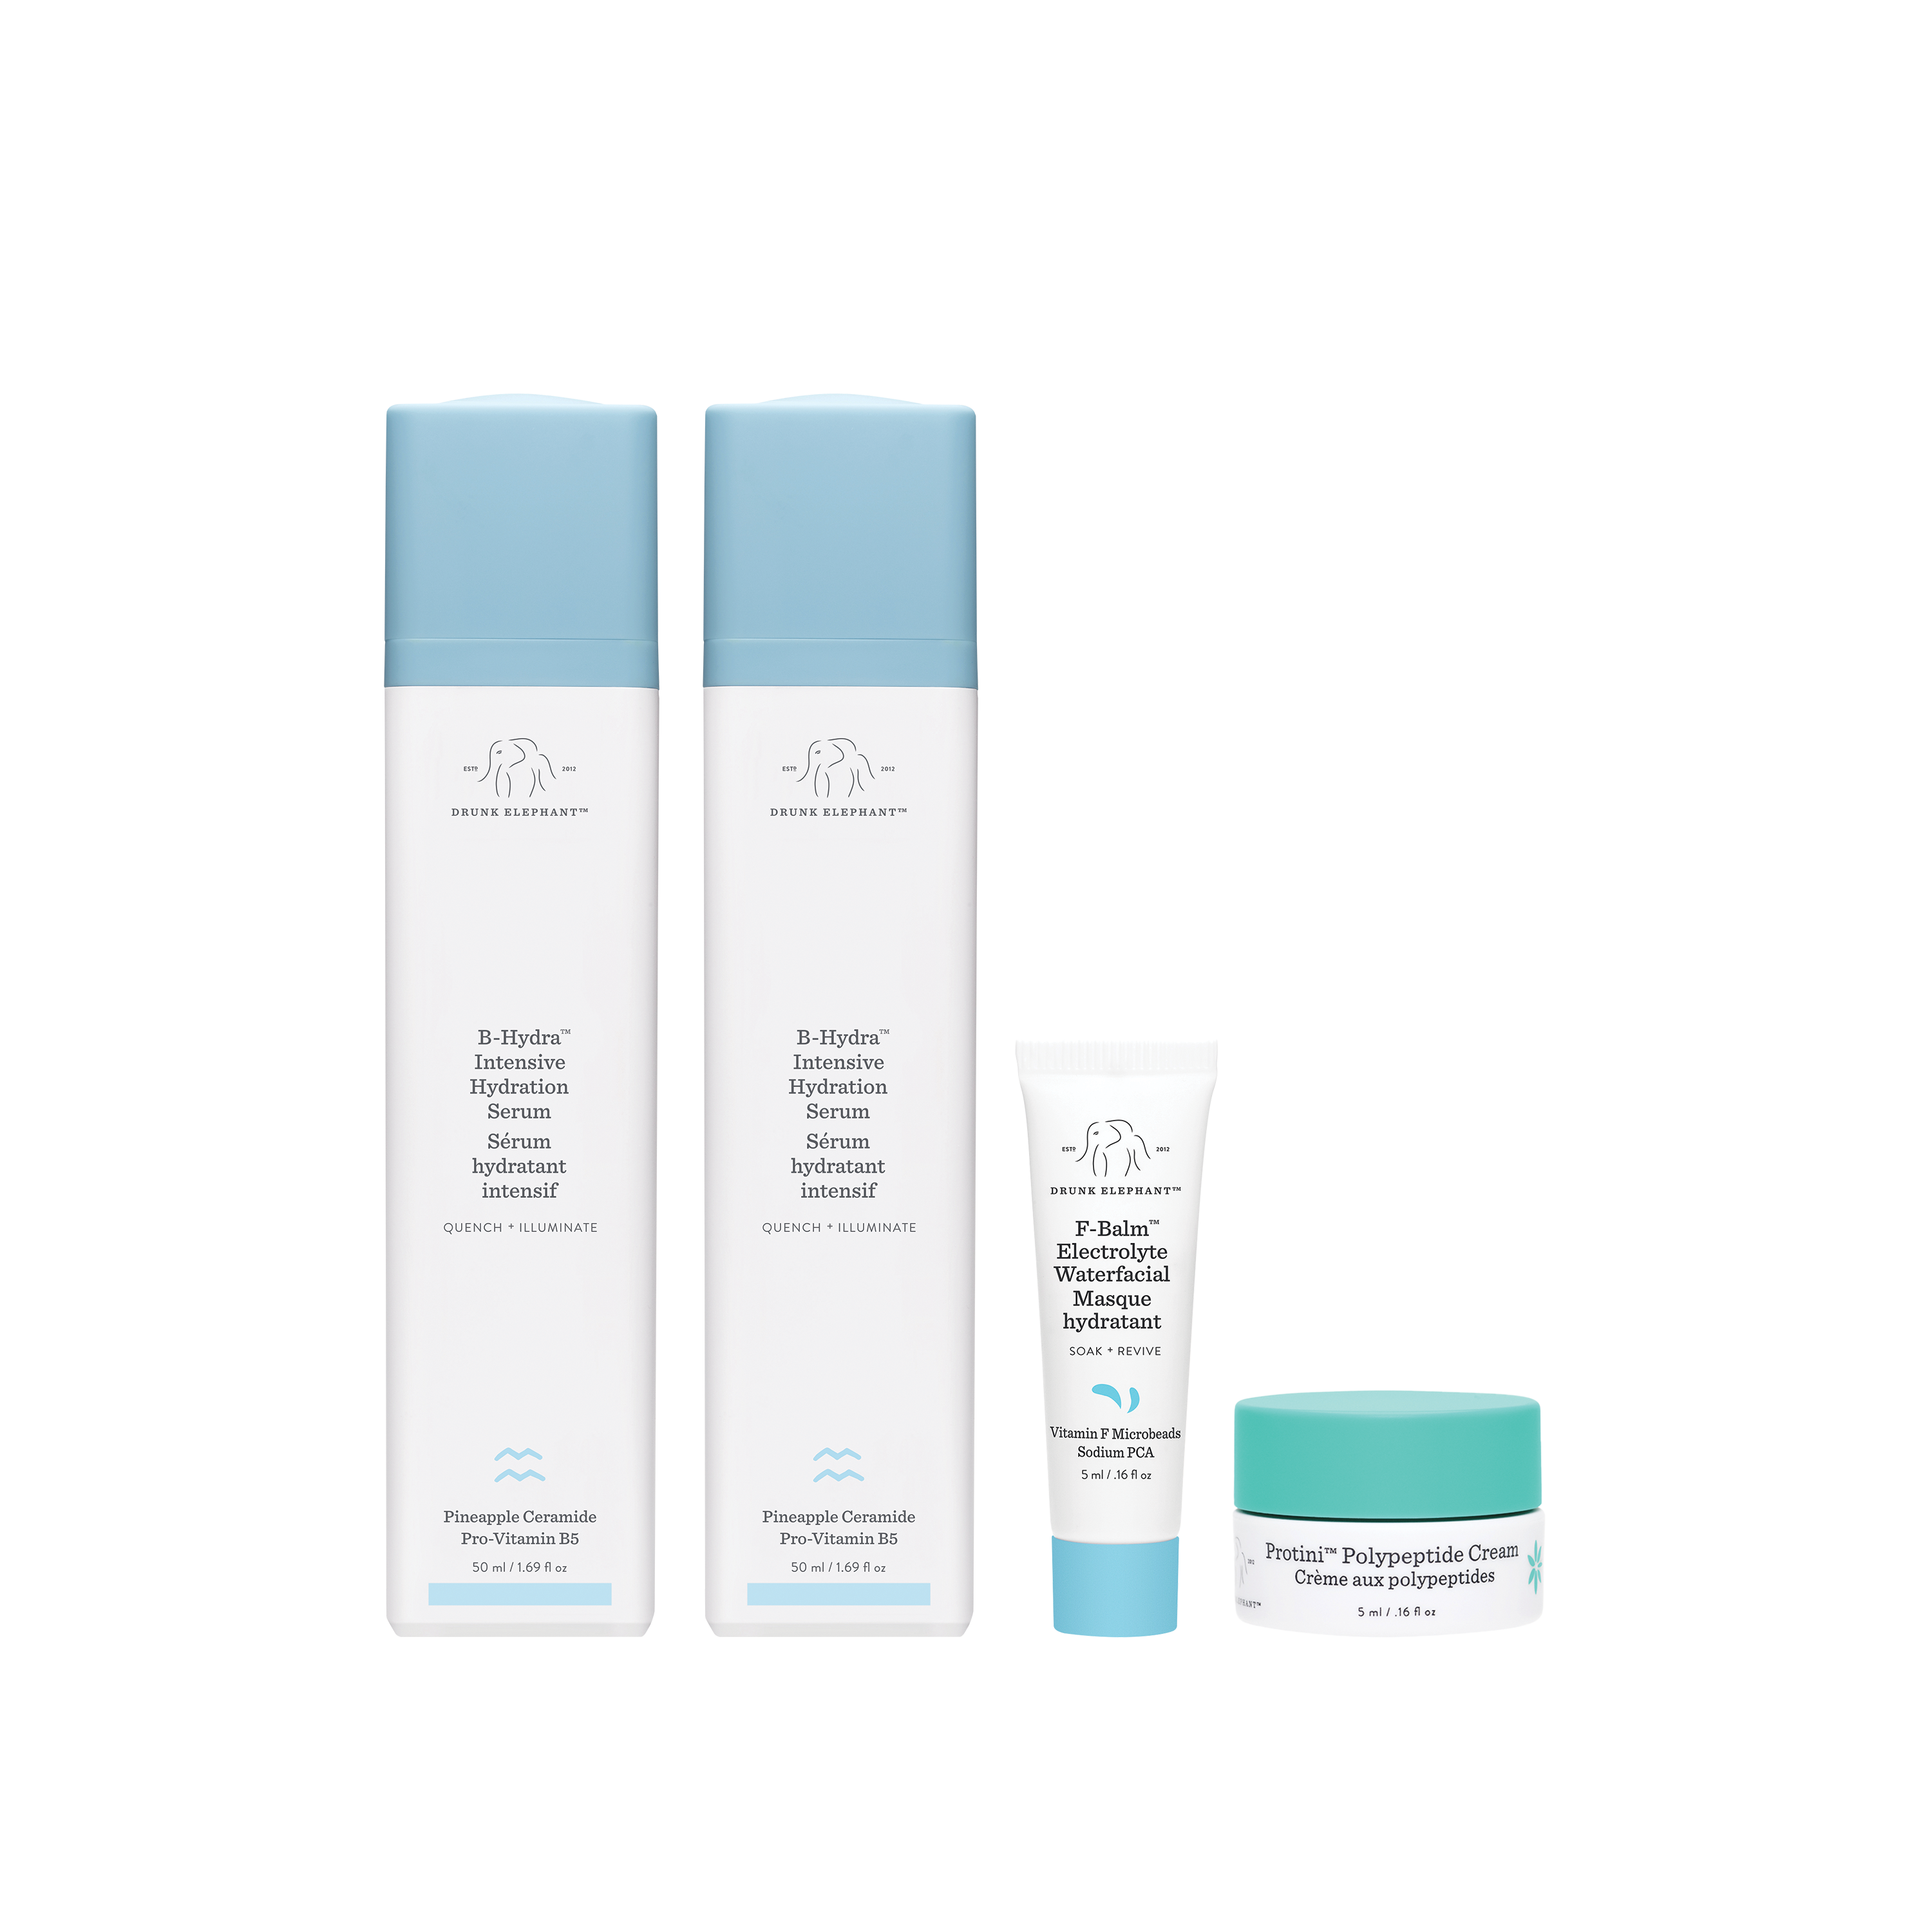 ESTD 2012
DRUNK ELEPHANT™
B-Hydra™
Intensive
Hydration
Serum
Sérum
hydratant
intensif
QUENCH + ILLUMINATE
Pineapple Ceramide
Pro-Vitamin B5
50 ml / 1.69 fl oz
ESTD 2012
DRUNK ELEPHANT™
B-Hydra™
Intensive
Hydration
Serum
Sérum
hydratant
intensif
QUENCH + ILLUMINATE
Pineapple Ceramide
Pro-Vitamin B5
50 ml / 1.69 fl oz
ESTD 2012
DRUNK ELEPHANT™
F-Balm™
Electrolyte
Waterfacial
Masque
hydratant
SOAK + REVIVE
Vitamin F Microbeads
Sodium PCA
5 ml / .16 fl oz
Protini™ Polypeptide Cream
Crème aux polypeptides
5 ml / .16 fl oz